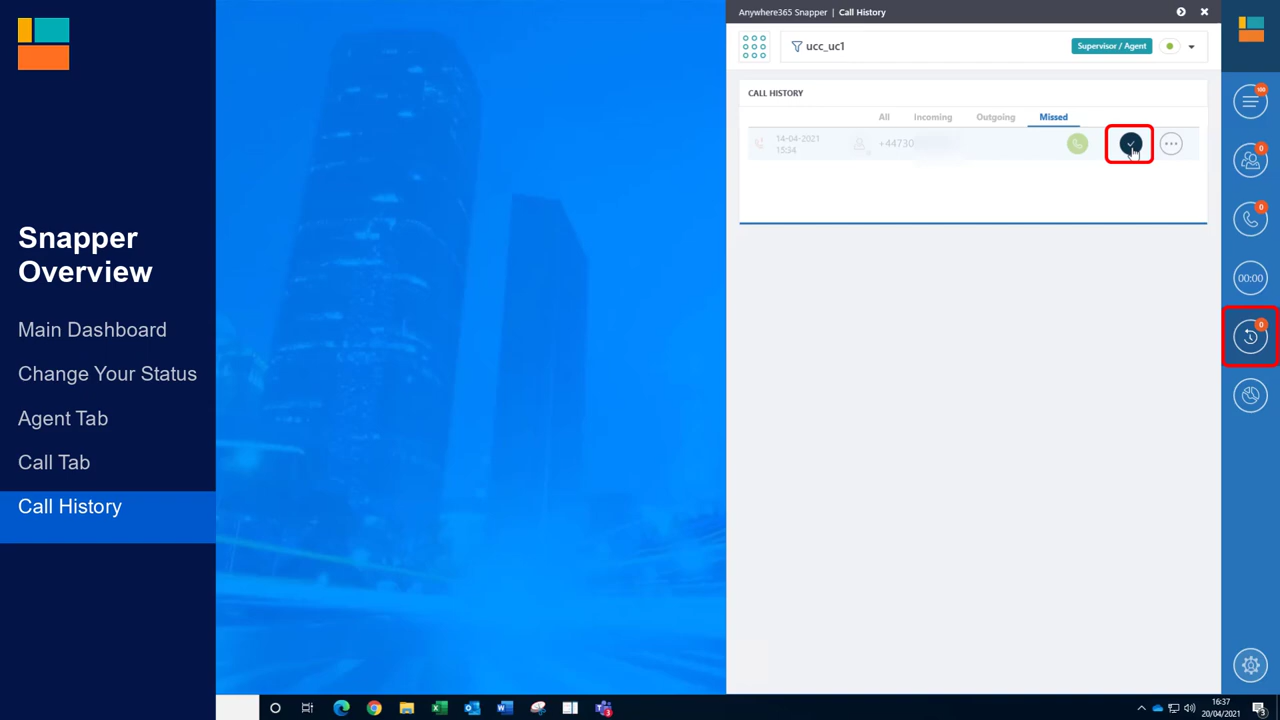 Snapper
Overview
Main Dashboard
Change Your Status
Agent Tab
Call Tab
Call History
Anywhere365 Snapper | Call History
ucc_uc1
Supervisor / Agent
CALL HISTORY
All Incoming Outgoing Missed
14-04-2021
15:34
+44730
100
0
0
00:00
0
3
16:37
20/04/2021
3